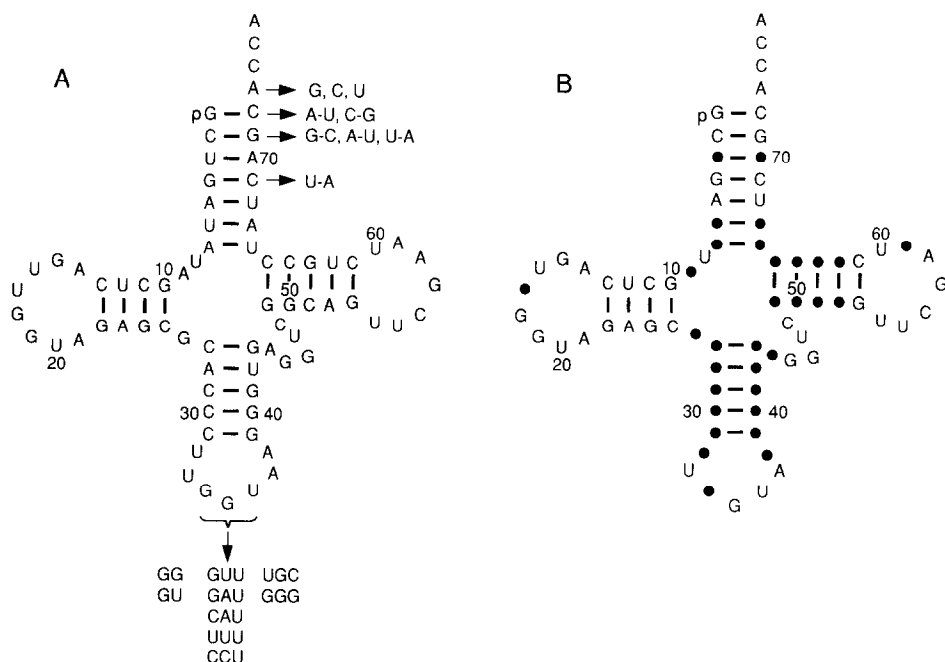 A
A
C
C
A → G, C, U
pG C → A-U, C-G
C G → G-C, A-U, U-A
U A 70
G C → U-A
A U
U A
A U
U A
10
A C U C G
U G
U
G
G
U A
20
G A G C
G
C C G U C
60
U A A G C U U
50
G G C A G
C U G G A
C G
A U
C G
30 C G 40
C G
U A
U A
G G U
GG GUU UGC
GU GAU GGG
CAU
UUU
CCU
B
A
C
C
A C
pG G
C
70
G C
A U
U
10
A C U C G
U G
G
G
U A
20
G A G C
C
60
U A G C U U
50
G
C U G G
30 40
U A
G U